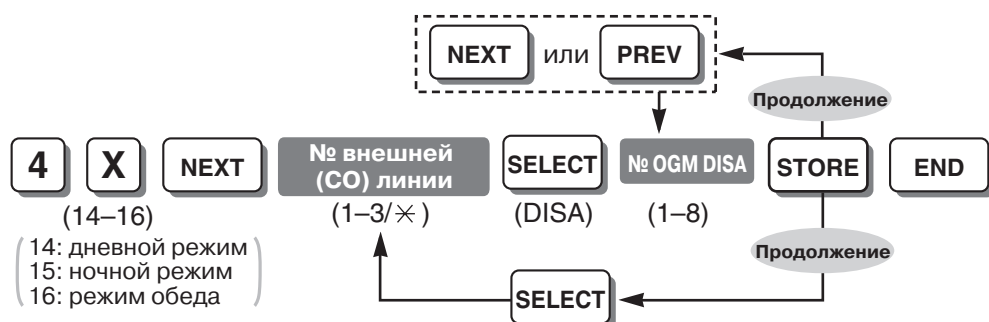 NEXT или PREV
Продолжение
4 X NEXT № внешней (CO) линии SELECT № OGM DISA STORE END
(14–16) (1–3/✳) (DISA) (1–8)
14: дневной режим
15: ночной режим
16: режим обеда
Продолжение
SELECT